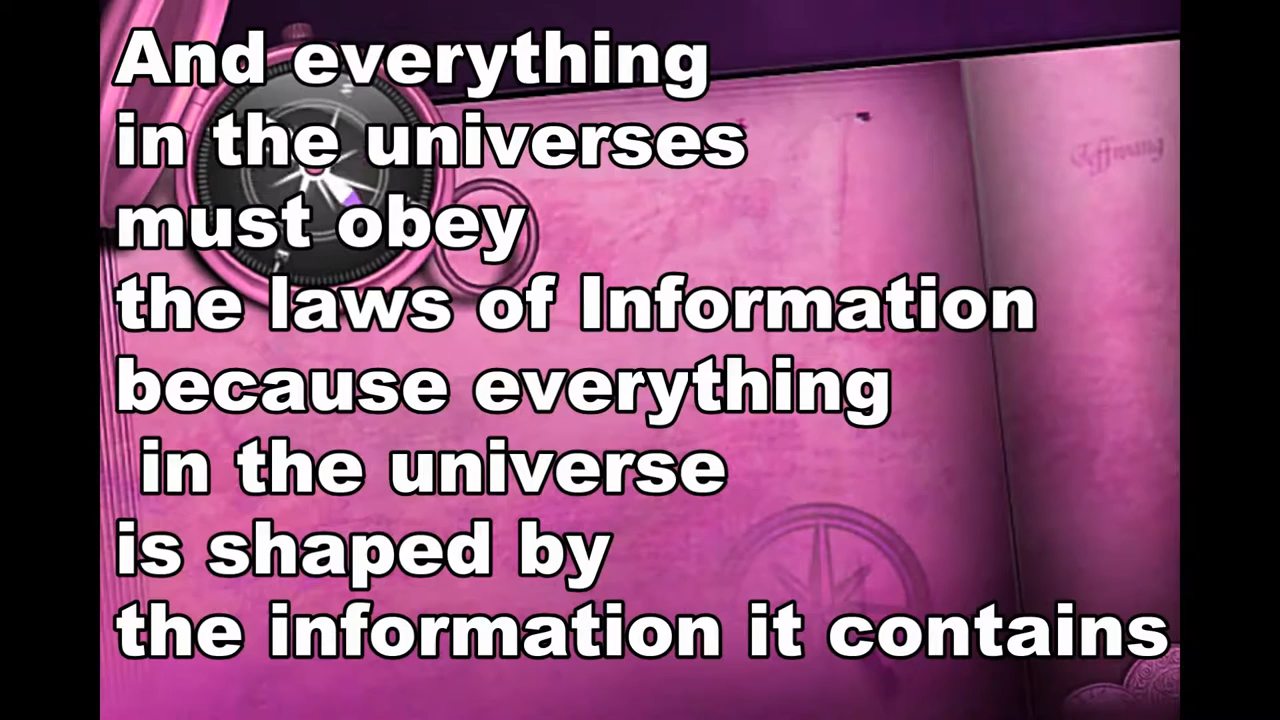 And everything
in the universes
must obey
the laws of Information
because everything
in the universe
is shaped by
the information it contains